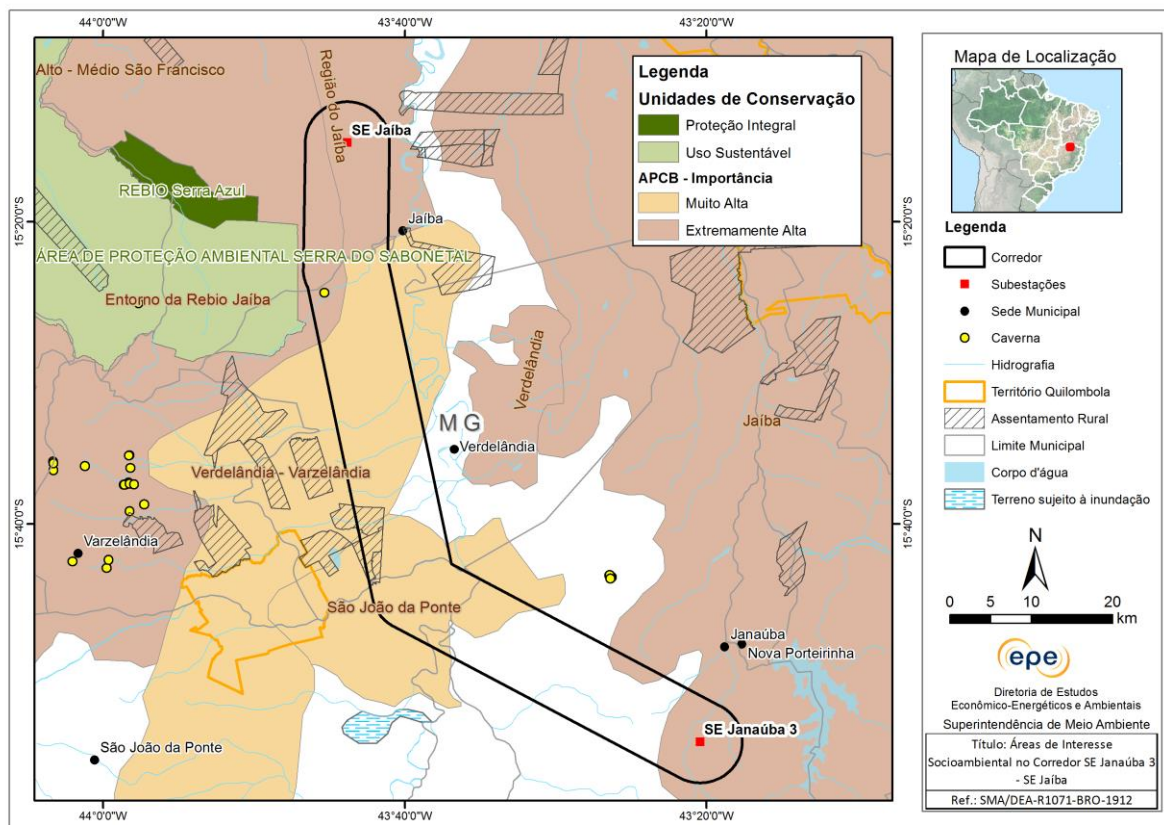 44°0'0"W
43°40'0"W
43°20'0"W
Alto - Médio São Francisco
Região do Jaíba
SE Jaíba
REBIO Serra Azul
Jaíba
ÁREA DE PROTEÇÃO AMBIENTAL SERRA DO SABONETAL
Entorno da Rebio Jaíba
Verdelândia
Jaíba
MG
Verdelândia
Verdelândia - Varzelândia
Varzelândia
São João da Ponte
Janaúba
Nova Porteirinha
SE Janaúba 3
São João da Ponte
15°20'0"S
15°40'0"S
15°20'0"S
15°40'0"S
44°0'0"W
43°40'0"W
43°20'0"W
Legenda
Unidades de Conservação
Proteção Integral
Uso Sustentável
APCB - Importância
Muito Alta
Extremamente Alta
Mapa de Localização
Legenda
Corredor
Subestações
Sede Municipal
Caverna
Hidrografia
Território Quilombola
Assentamento Rural
Limite Municipal
Corpo d'água
Terreno sujeito à inundação
N
0 5 10 20
km
epe
Diretoria de Estudos
Econômico-Energéticos e Ambientais
Superintendência de Meio Ambiente
Título: Áreas de Interesse
Socioambiental no Corredor SE Janaúba 3
- SE Jaíba
Ref.: SMA/DEA-R1071-BRO-1912